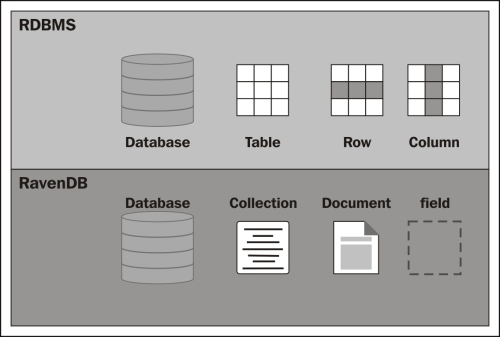 RDBMS
Database Table Row Column
RavenDB
Database Collection Document field